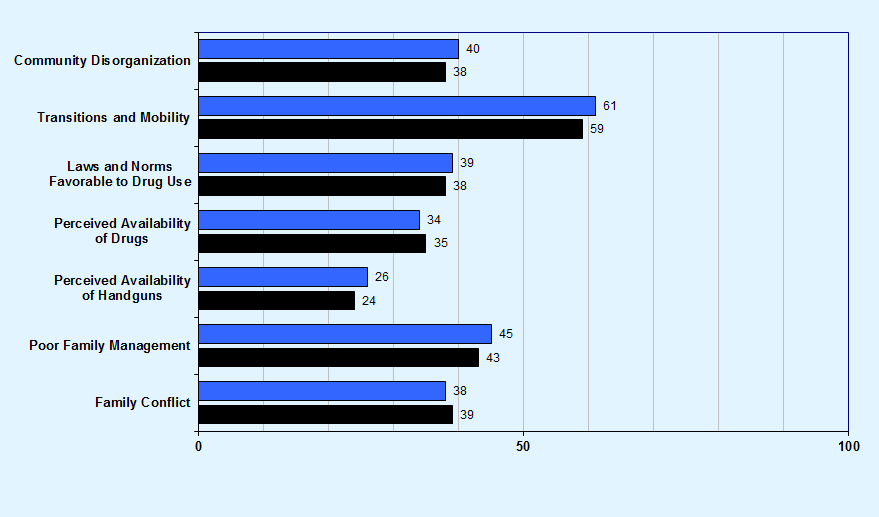 Community Disorganization
40
38
Transitions and Mobility
61
59
Laws and Norms
Favorable to Drug Use
39
38
Perceived Availability
of Drugs
34
35
Perceived Availability
of Handguns
26
24
Poor Family Management
45
43
Family Conflict
38
39
0 50 100